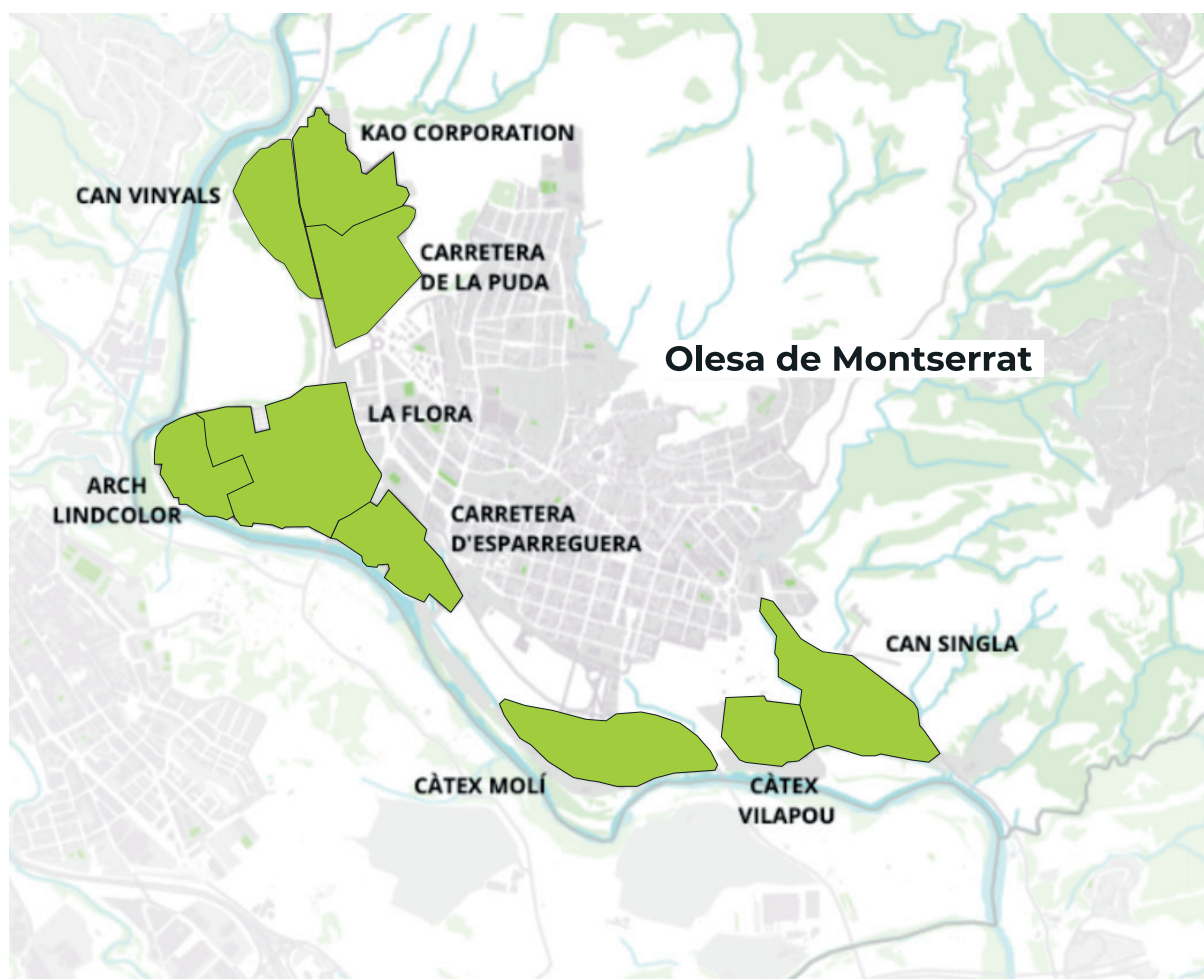 KAO CORPORATION
CAN VINYALS
CARRETERA
DE LA PUDA
Olesa de Montserrat
LA FLORA
ARCH
LINDCOLOR
CARRETERA
D'ESPARREGUERA
CAN SINGLA
CÀTEX MOLÍ
CÀTEX
VILAPOU